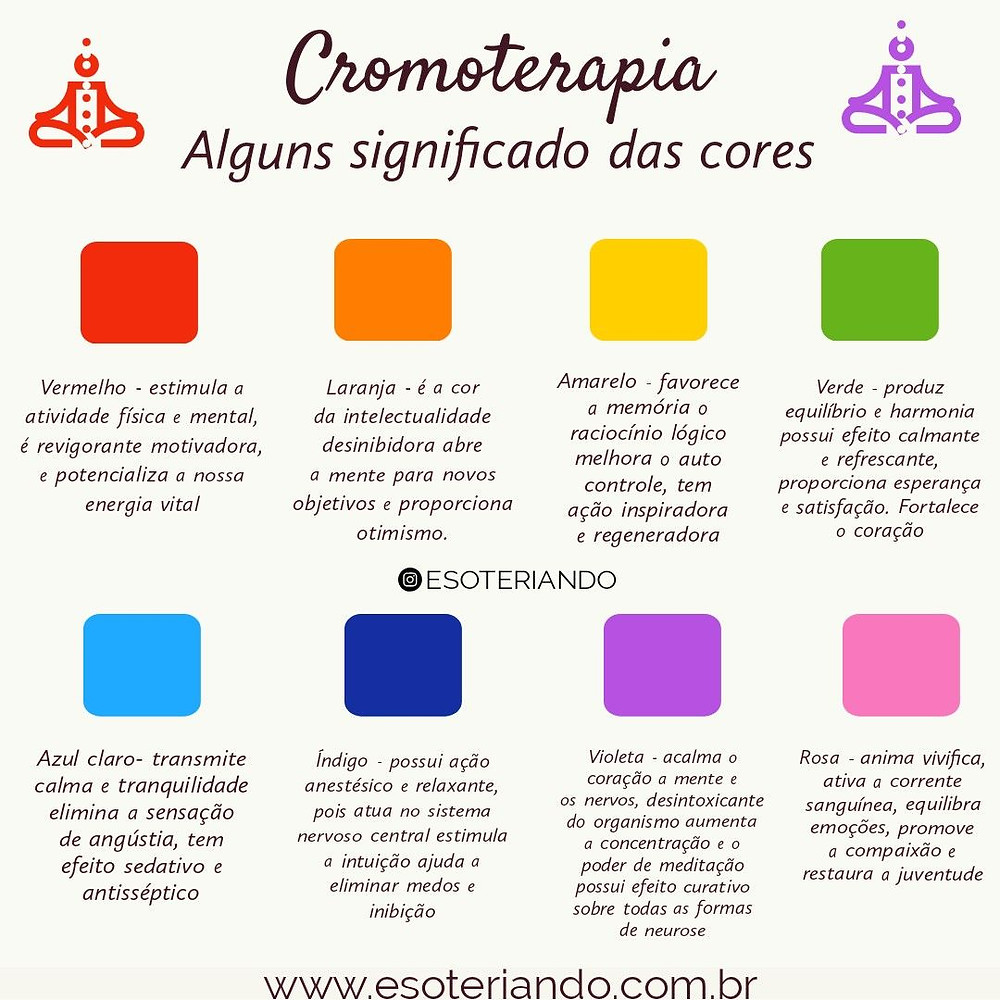 Cromoterapia
Alguns significado das cores
Vermelho - estimula a
atividade física e mental,
é revigorante motivadora,
e potencializa a nossa
energia vital
Laranja - é a cor
da intelectualidade
desinibidora abre
a mente para novos
objetivos e proporciona
otimismo.
Amarelo - favorece
a memória o
raciocínio lógico
melhora o auto
controle, tem
ação inspiradora
e regeneradora
Verde - produz
equilíbrio e harmonia
possui efeito calmante
e refrescante,
proporciona esperança
e satisfação. Fortalece
o coração
ESOTERIANDO
Azul claro- transmite
calma e tranquilidade
elimina a sensação
de angústia, tem
efeito sedativo e
antisséptico
Índigo - possui ação
anestésico e relaxante,
pois atua no sistema
nervoso central estimula
a intuição ajuda a
eliminar medos e
inibição
Violeta - acalma o
coração a mente e
os nervos, desintoxicante
do organismo aumenta
a concentração e o
poder de meditação
possui efeito curativo
sobre todas as formas
de neurose
Rosa - anima vivifica,
ativa a corrente
sanguínea, equilibra
emoções, promove
a compaixão e
restaura a juventude
www.esoteriando.com.br